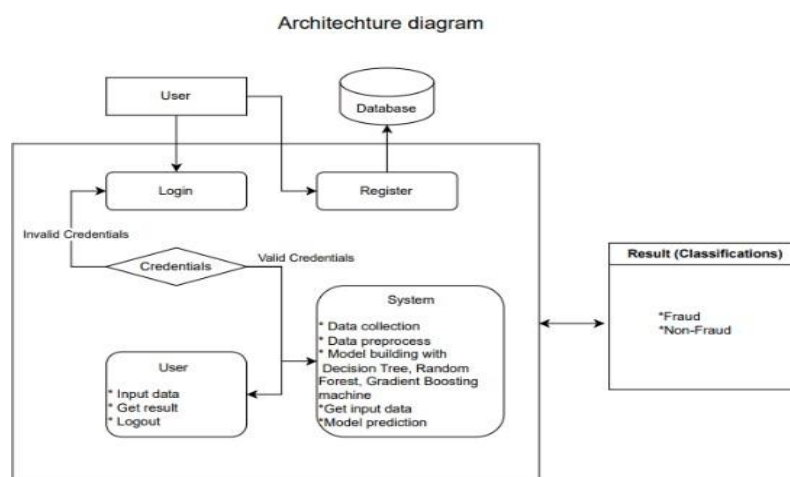 Architechture diagram
User
Database
Login
Register
Invalid Credentials
Credentials
Valid Credentials
System
* Data collection
* Data preprocess
* Model building with
Decision Tree, Random
Forest, Gradient Boosting
machine
*Get input data
*Model prediction
User
* Input data
* Get result
* Logout
Result (Classifications)
*Fraud
*Non-Fraud